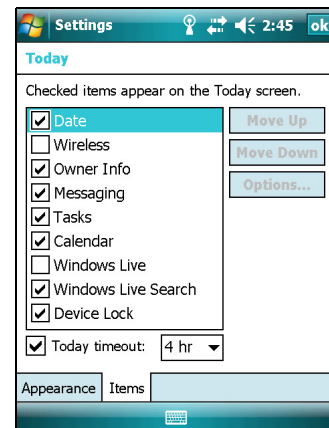 Settings 2:45 ok
Today
Checked items appear on the Today screen.
Date
Wireless
Owner Info
Messaging
Tasks
Calendar
Windows Live
Windows Live Search
Device Lock
Move Up
Move Down
Options...
Today timeout: 4 hr
Appearance Items